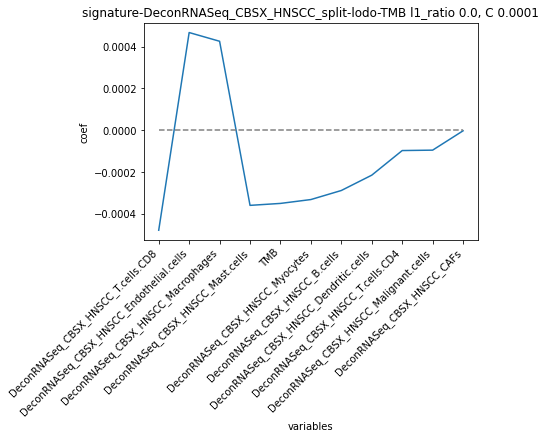 signature-DeconRNASeq_CBSX_HNSCC_split-lodo-TMB l1_ratio 0.0, C 0.0001
0.0004
0.0002
0.0000
−0.0002
−0.0004
coef
DeconRNASeq_CBSX_HNSCC_T.cells.CD8
DeconRNASeq_CBSX_HNSCC_Endothelial.cells
DeconRNASeq_CBSX_HNSCC_Macrophages
DeconRNASeq_CBSX_HNSCC_Mast.cells
TMB
DeconRNASeq_CBSX_HNSCC_Myocytes
DeconRNASeq_CBSX_HNSCC_B.cells
DeconRNASeq_CBSX_HNSCC_Dendritic.cells
DeconRNASeq_CBSX_HNSCC_T.cells.CD4
DeconRNASeq_CBSX_HNSCC_Malignant.cells
DeconRNASeq_CBSX_HNSCC_CAFs
variables